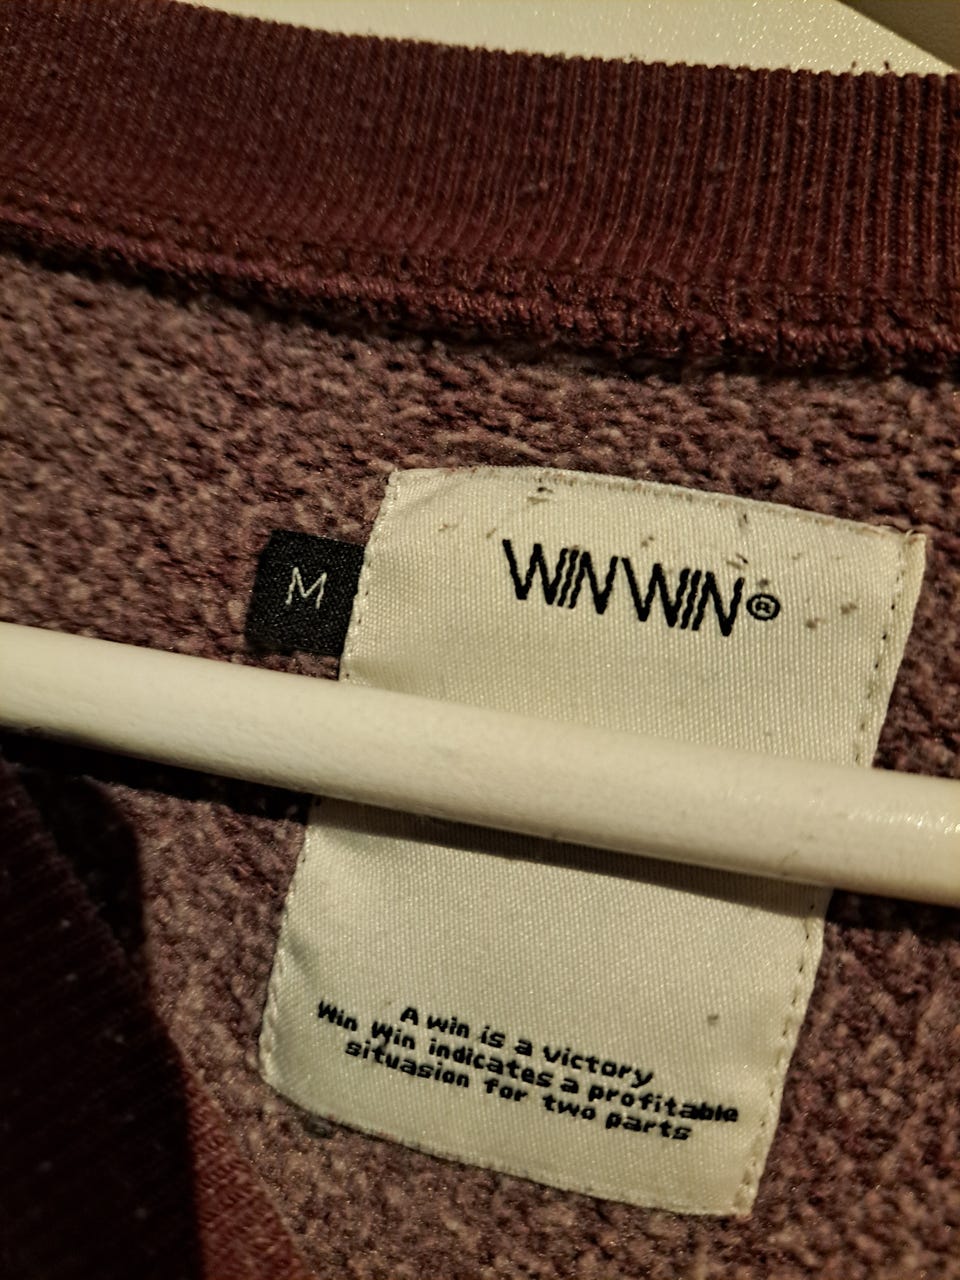 WINWIN®
M
A win is a victory
Win Win indicates a profitable
situasion for two parts